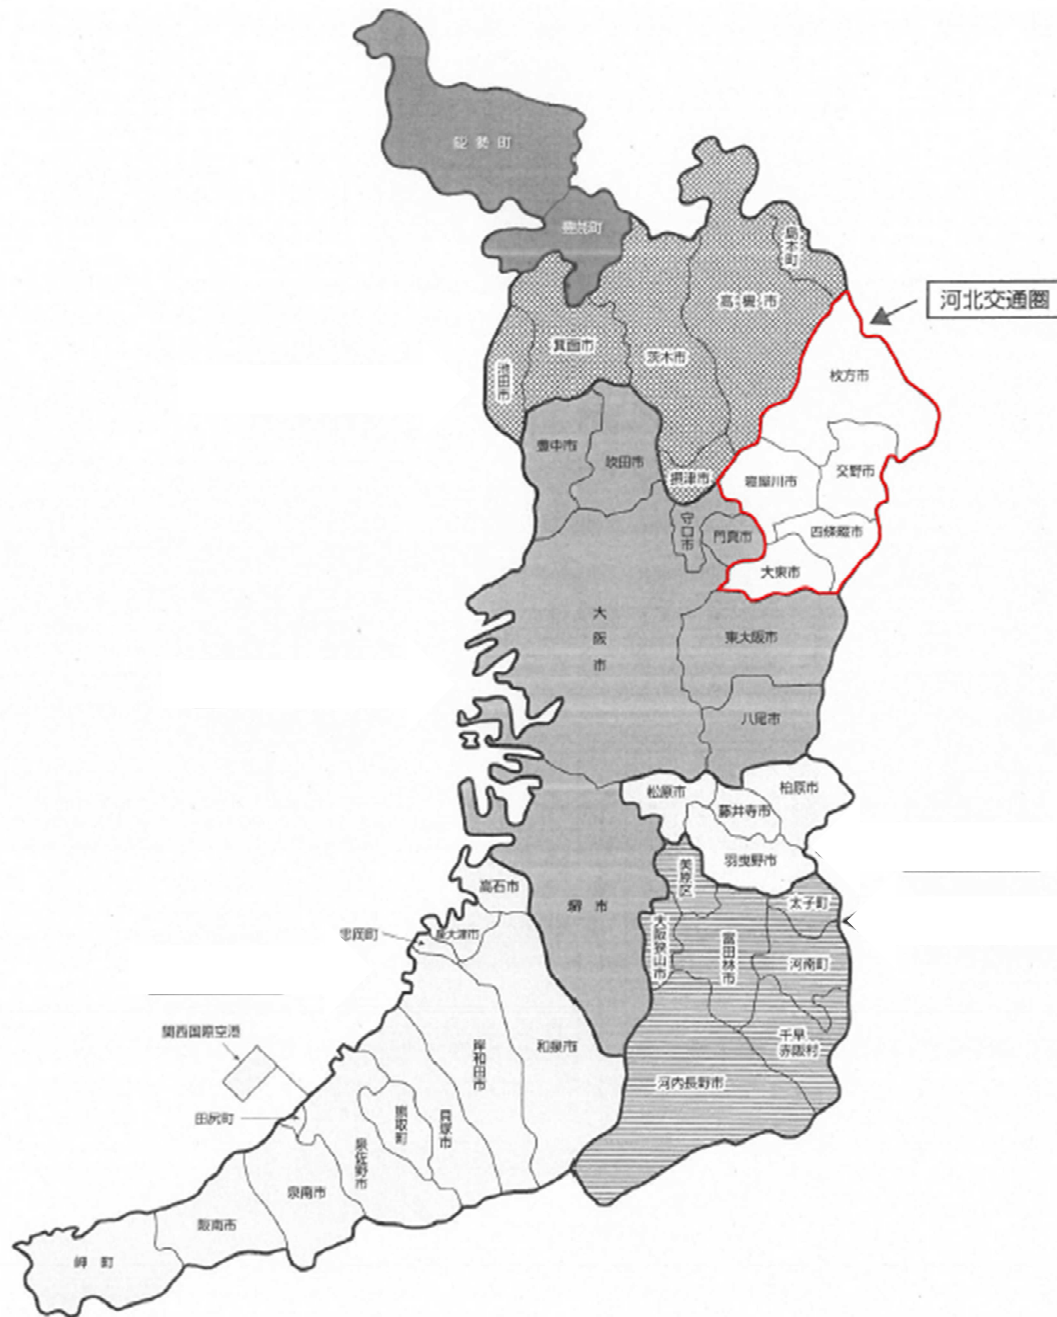 能勢町
豊能町
島本町
高槻市
河北交通圏
箕面市
茨木市
池田市
枚方市
豊中市
吹田市
摂津市
寝屋川市
交野市
守口市
門真市
四條畷市
大東市
大阪市
東大阪市
八尾市
松原市
柏原市
藤井寺市
羽曳野市
高石市
美原区
堺市
太子町
忠岡町
泉大津市
大阪狭山市
富田林市
河南町
関西国際空港
岸和田市
和泉市
千早
赤阪村
河内長野市
田尻町
熊取町
貝塚市
泉佐野市
泉南市
阪南市
岬町